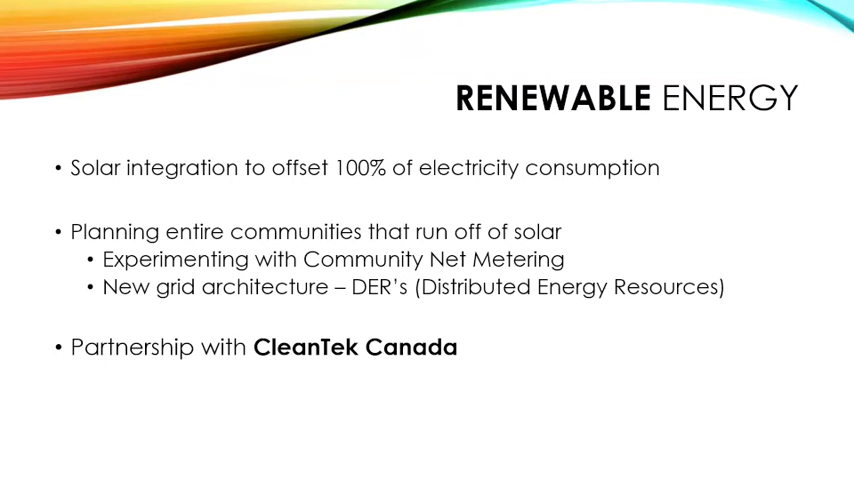 RENEWABLE ENERGY
• Solar integration to offset 100% of electricity consumption
• Planning entire communities that run off of solar
• Experimenting with Community Net Metering
• New grid architecture – DER’s (Distributed Energy Resources)
• Partnership with CleanTek Canada